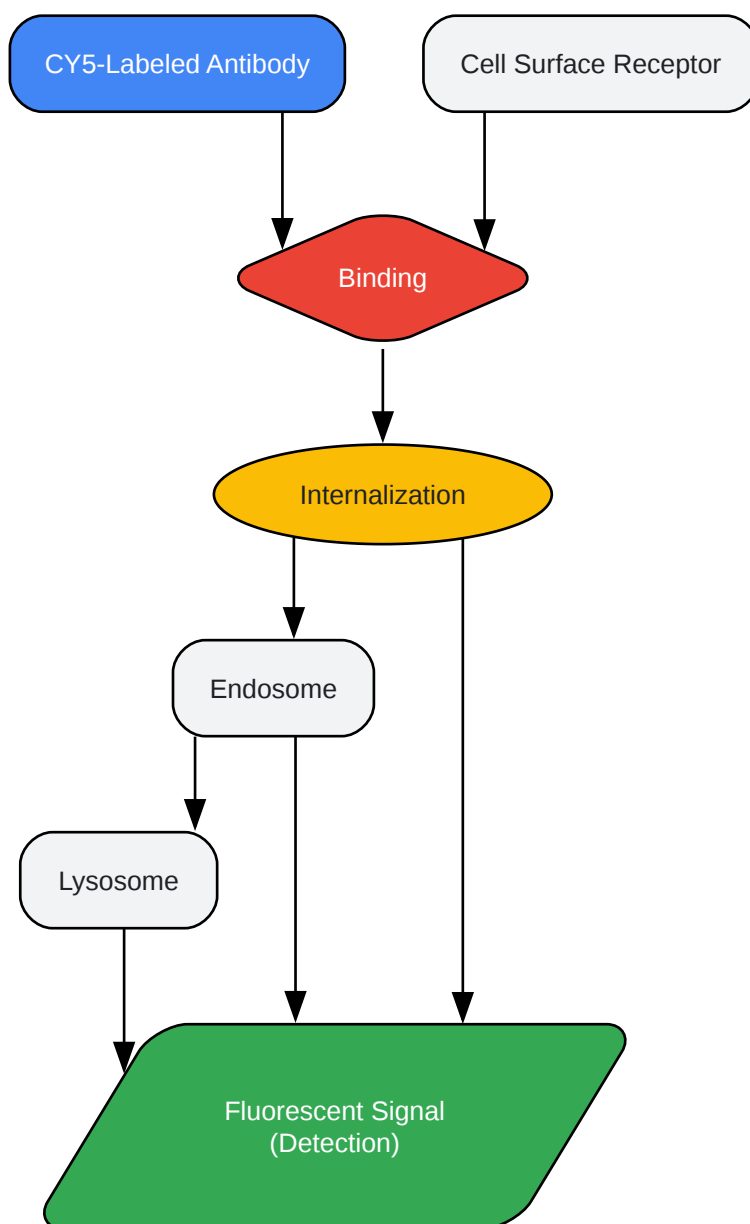 CY5-Labeled Antibody
Cell Surface Receptor
Binding
Internalization
Endosome
Lysosome
Fluorescent Signal
(Detection)